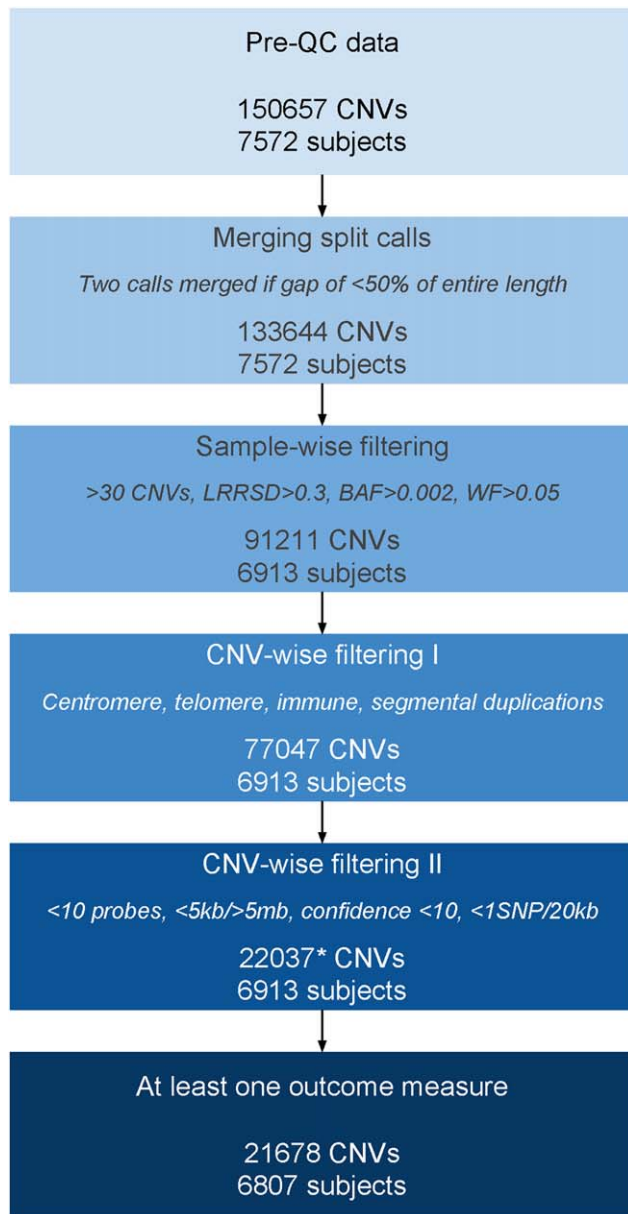 Pre-QC data
150657 CNVs
7572 subjects
Merging split calls
Two calls merged if gap of <50% of entire length
133644 CNVs
7572 subjects
Sample-wise filtering
>30 CNVs, LRRSD>0.3, BAF>0.002, WF>0.05
91211 CNVs
6913 subjects
CNV-wise filtering I
Centromere, telomere, immune, segmental duplications
77047 CNVs
6913 subjects
CNV-wise filtering II
<10 probes, <5kb/>5mb, confidence <10, <1SNP/20kb
22037* CNVs
6913 subjects
At least one outcome measure
21678 CNVs
6807 subjects